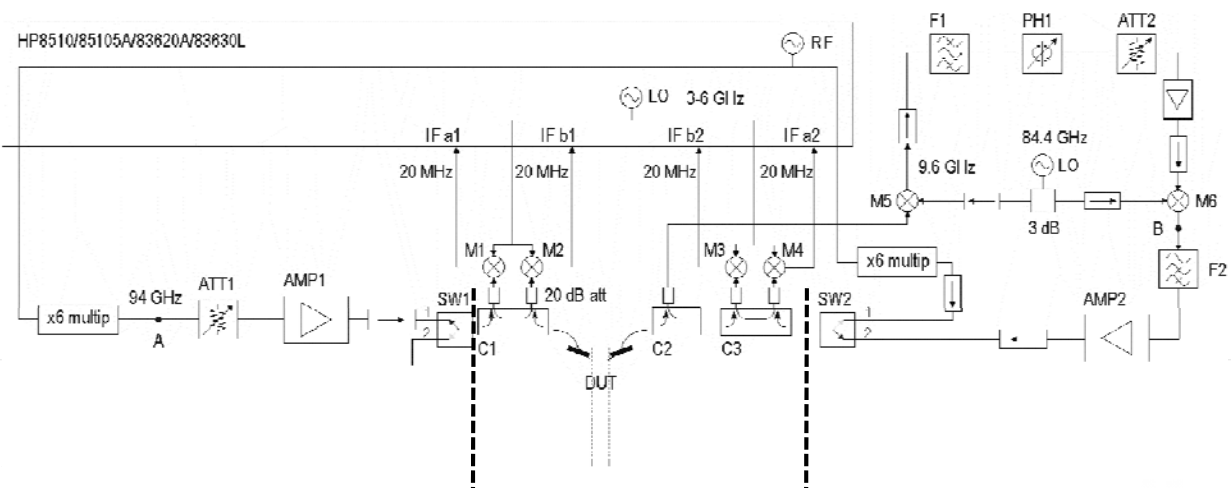 F1 PH1 ATT2
HP8510/85105A/83620A/83630L
RF
LO 3-6 GHz
IF a1 IF b1 IF b2 IF a2
84.4 GHz
20 MHz 20 MHz 20 MHz 20 MHz
9.6 GHz LO
M5 M6
3 dB B
M1 M2 M3 M4
x6 multip
F2
ATT1 AMP1
94 GHz SW1 20 dB att SW2 AMP2
x6 multip
1 1
A 2 2
C1 C2 C3
DUT